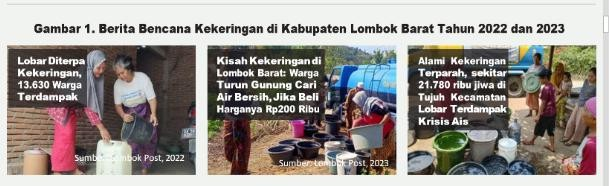 Gambar 1. Berita Bencana Kekeringan di Kabupaten Lombok Barat Tahun 2022 dan 2023
Lobar Diterpa
Kekeringan,
13.630 Warga
Terdampak
Sumber: Lombok Post, 2022
Kisah Kekeringan di
Lombok Barat: Warga
Turun Gunung Cari
Air Bersih, Jika Beli
Harganya Rp200 Ribu
Sumber: Lombok Post, 2023
Alami Kekeringan
Terparah, sekitar
21.780 ribu jiwa di
Tujuh Kecamatan
Lobar Terdampak
Krisis Ais